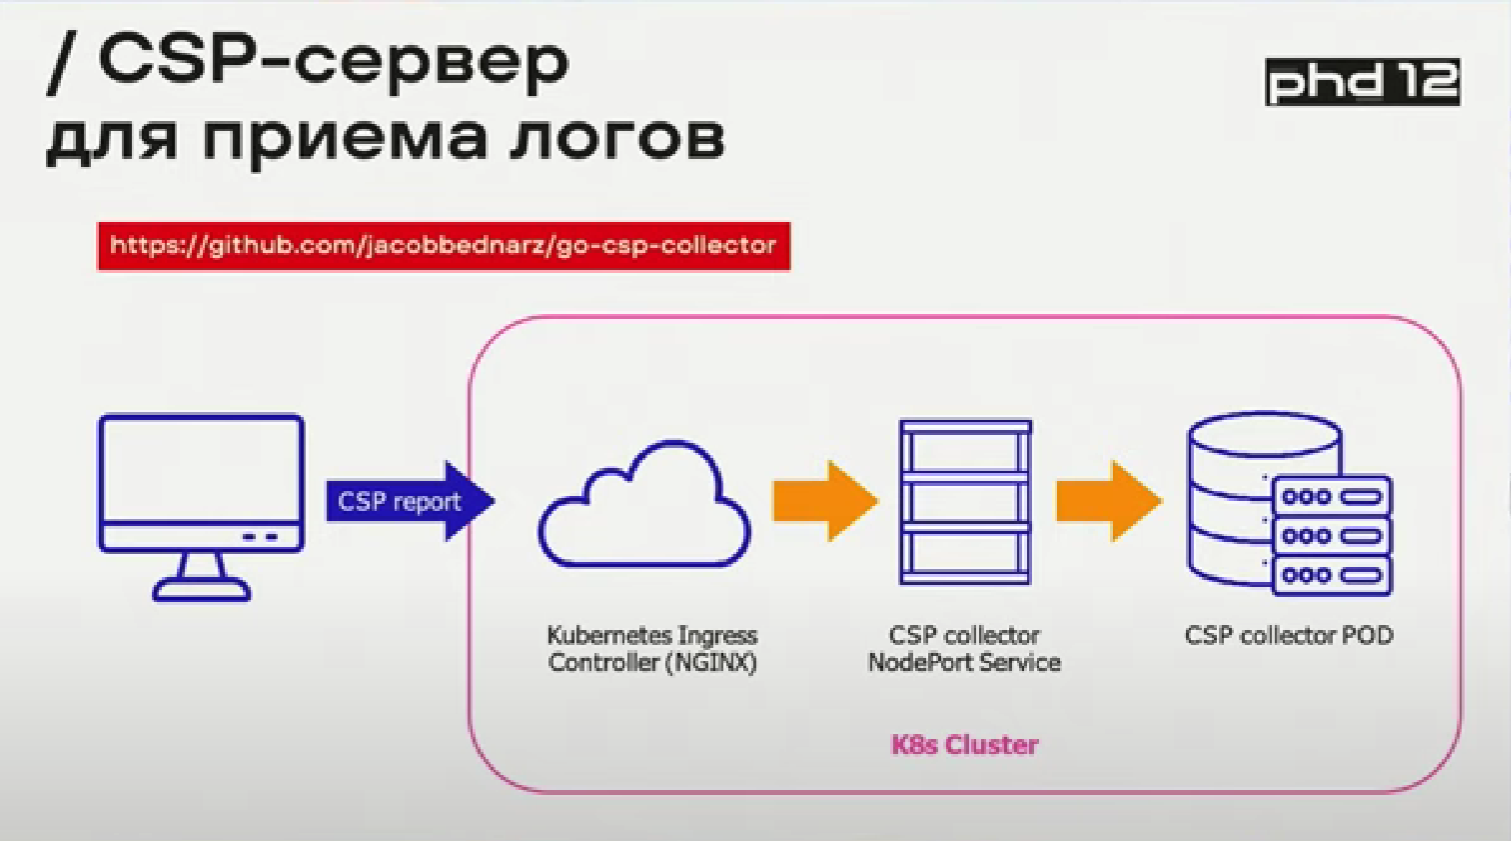 / CSP-сервер
для приема логов
phd 12
https://github.com/jacobbednarz/go-csp-collector
CSP report
Kubernetes Ingress
Controller (NGINX)
CSP collector
NodePort Service
CSP collector POD
K8s Cluster